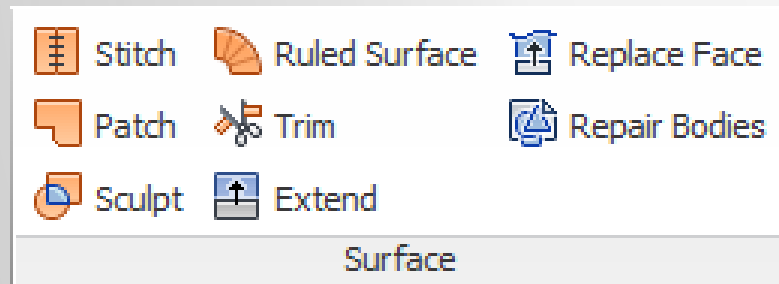 Stitch Ruled Surface Replace Face
Patch Trim Repair Bodies
Sculpt Extend
Surface